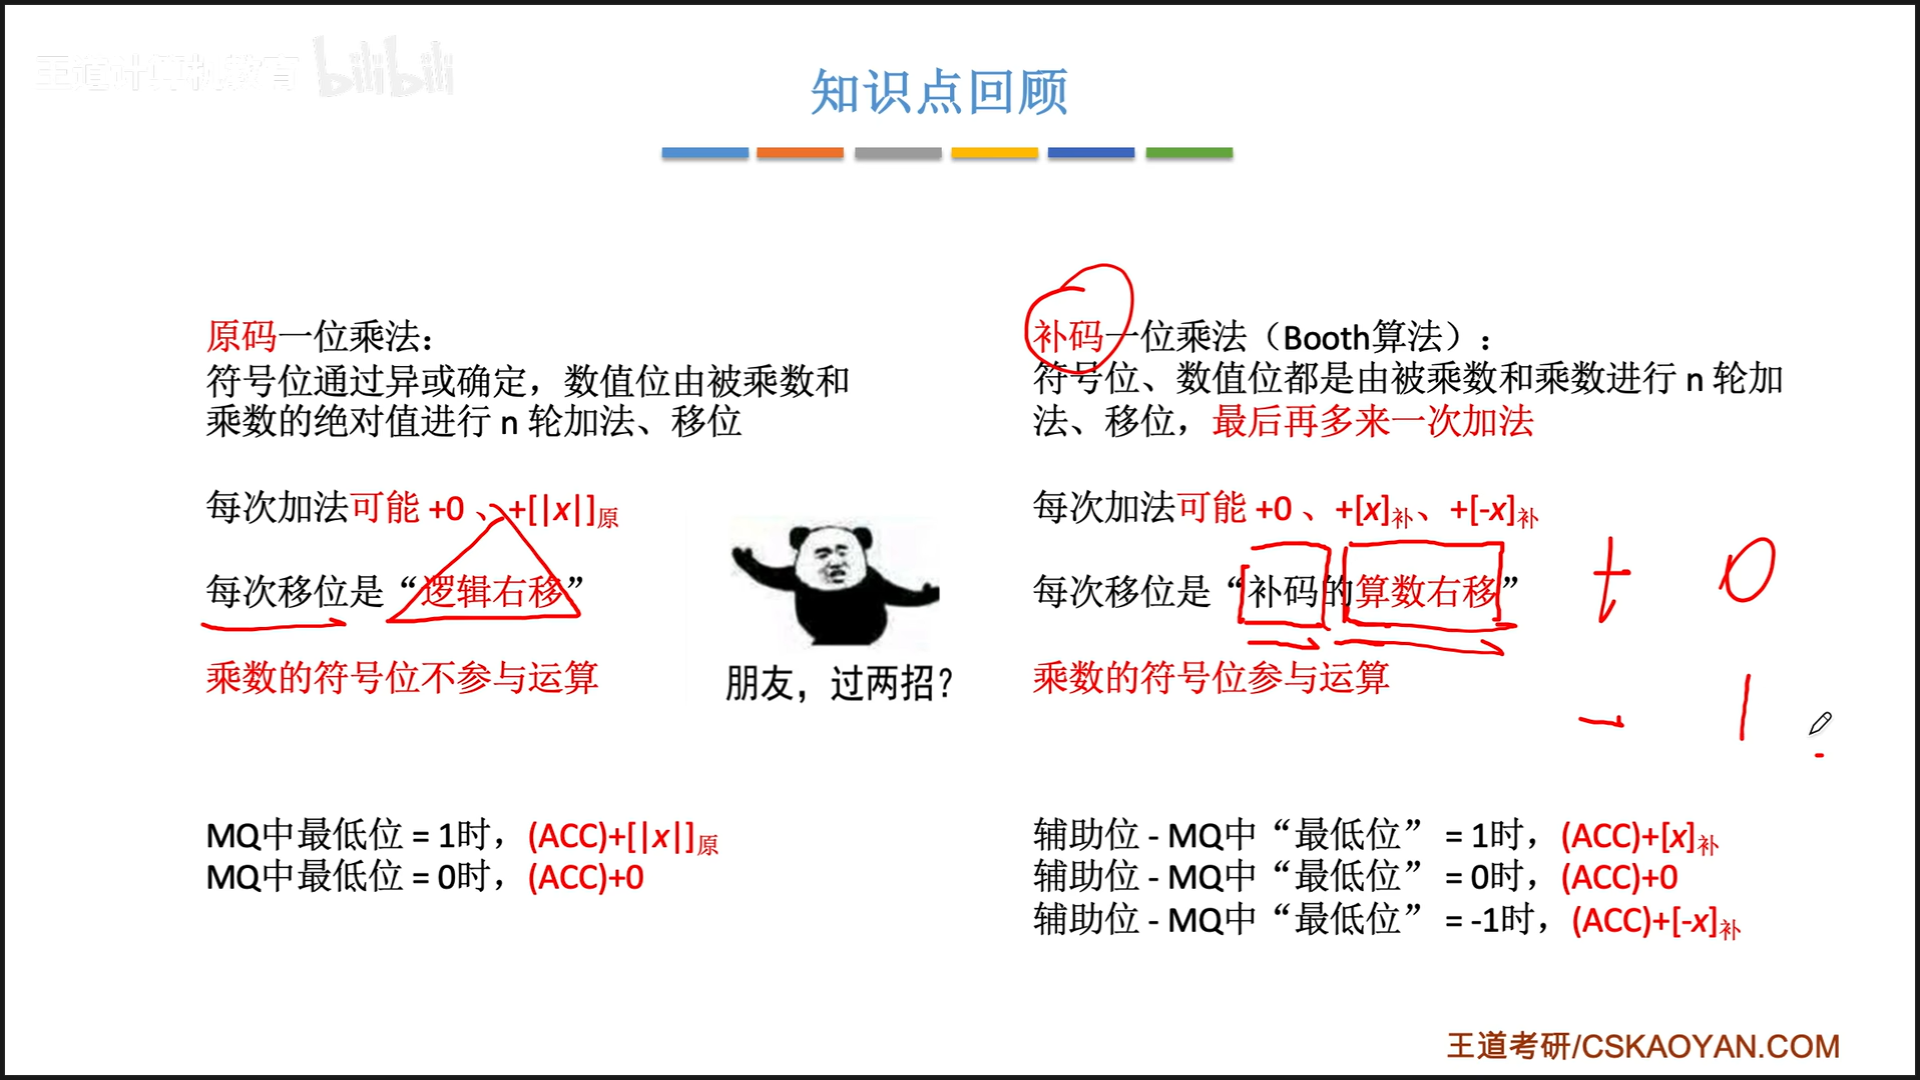 王道计算机教育 bilibili
知识点回顾
原码一位乘法：
符号位通过异或确定，数值位由被乘数和
乘数的绝对值进行 n 轮加法、移位
每次加法可能 +0 、+[|x|]原
每次移位是“逻辑右移”
乘数的符号位不参与运算
MQ中最低位 = 1时，(ACC)+[|x|]原
MQ中最低位 = 0时，(ACC)+0
朋友，过两招？
补码一位乘法（Booth算法）：
符号位、数值位都是由被乘数和乘数进行 n 轮加
法、移位，最后再多来一次加法
每次加法可能 +0 、+[x]补、+[-x]补
每次移位是“补码的算数右移”
乘数的符号位参与运算
+ 0
- 1
辅助位 - MQ中“最低位” = 1时，(ACC)+[x]补
辅助位 - MQ中“最低位” = 0时，(ACC)+0
辅助位 - MQ中“最低位” = -1时，(ACC)+[-x]补
王道考研/CSKAOYAN.COM